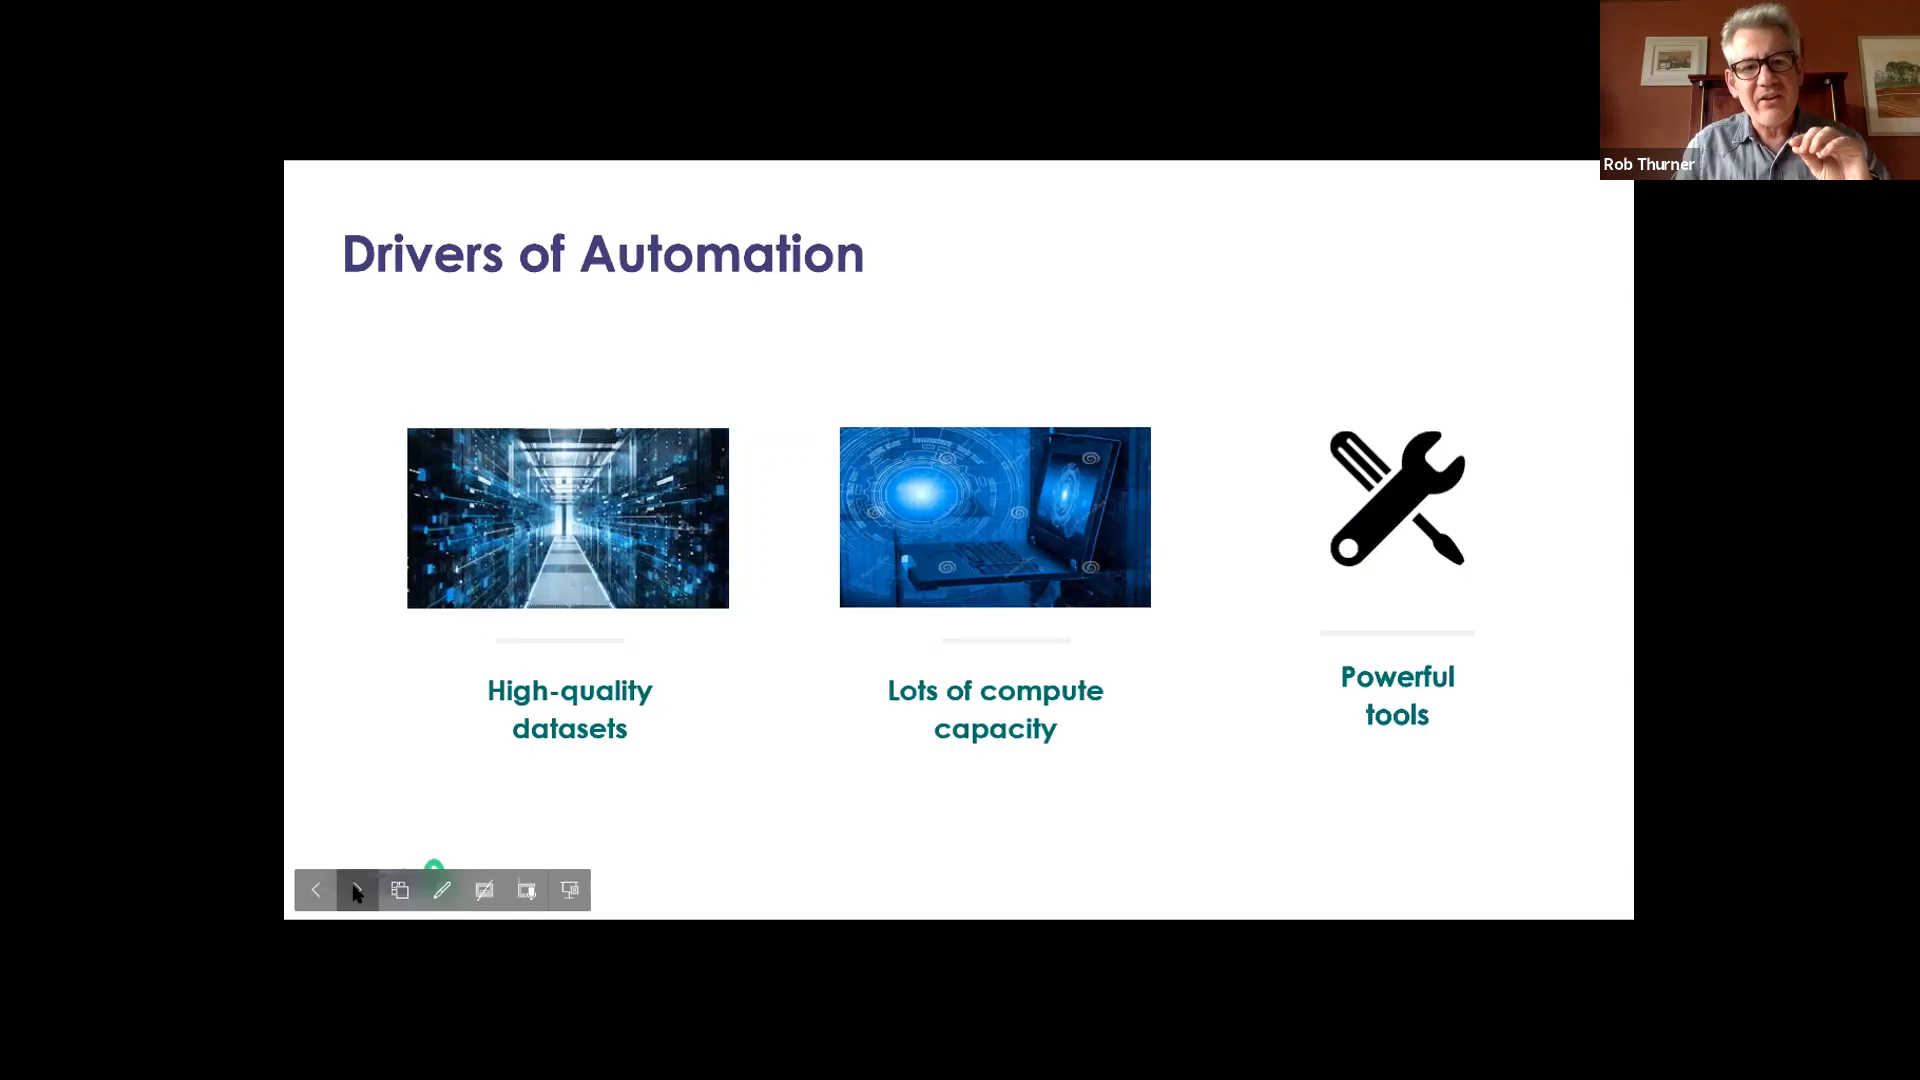 Rob Thurner
Drivers of Automation
High-quality
datasets
Lots of compute
capacity
Powerful
tools